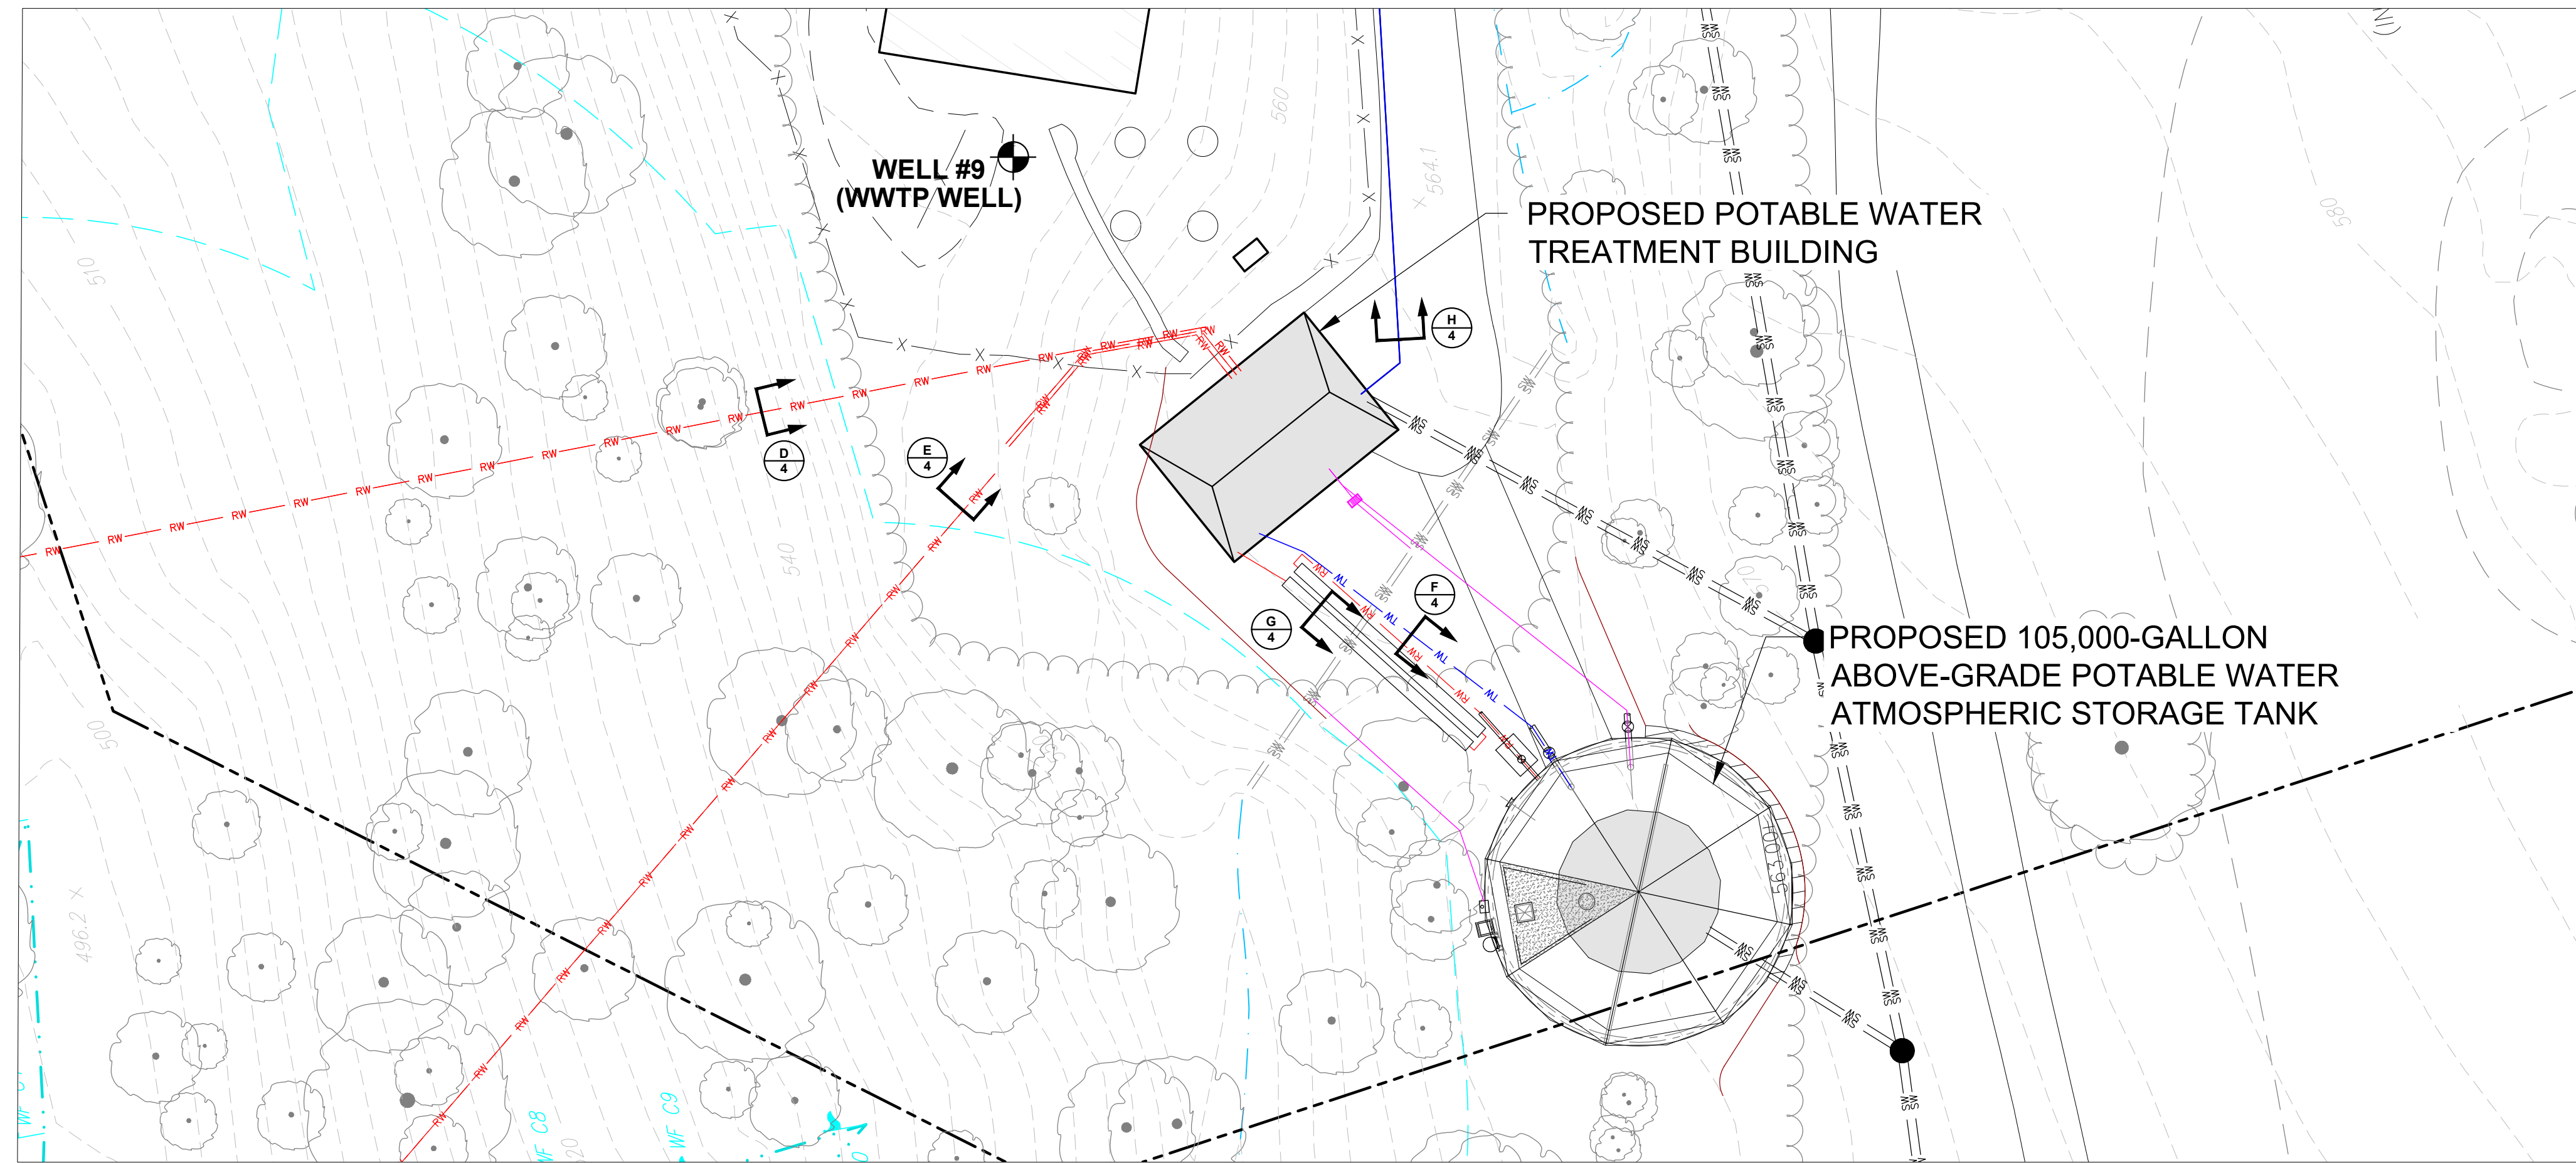 WELL #9
(WWTP WELL)
560
564.1
580
PROPOSED POTABLE WATER
TREATMENT BUILDING
510
H
4
D
4
E
4
540
F
4
G
4
RW
TW
SW
PROPOSED 105,000-GALLON
ABOVE-GRADE POTABLE WATER
ATMOSPHERIC STORAGE TANK
500
563.00+
496.2
WF C8
WF C9